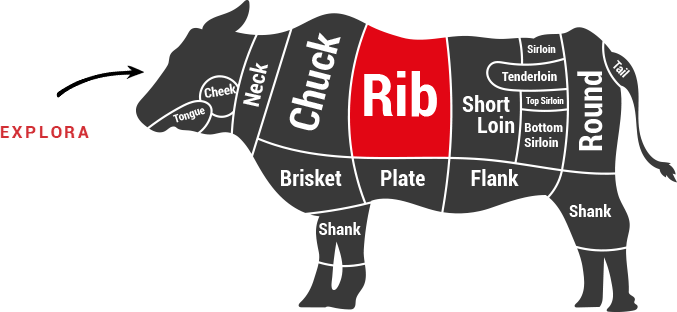 EXPLORA
Cheek
Tongue
Neck
Chuck
Rib
Short
Loin
Sirloin
Tenderloin
Top Sirloin
Bottom
Sirloin
Round
Tail
Brisket
Plate
Flank
Shank
Shank